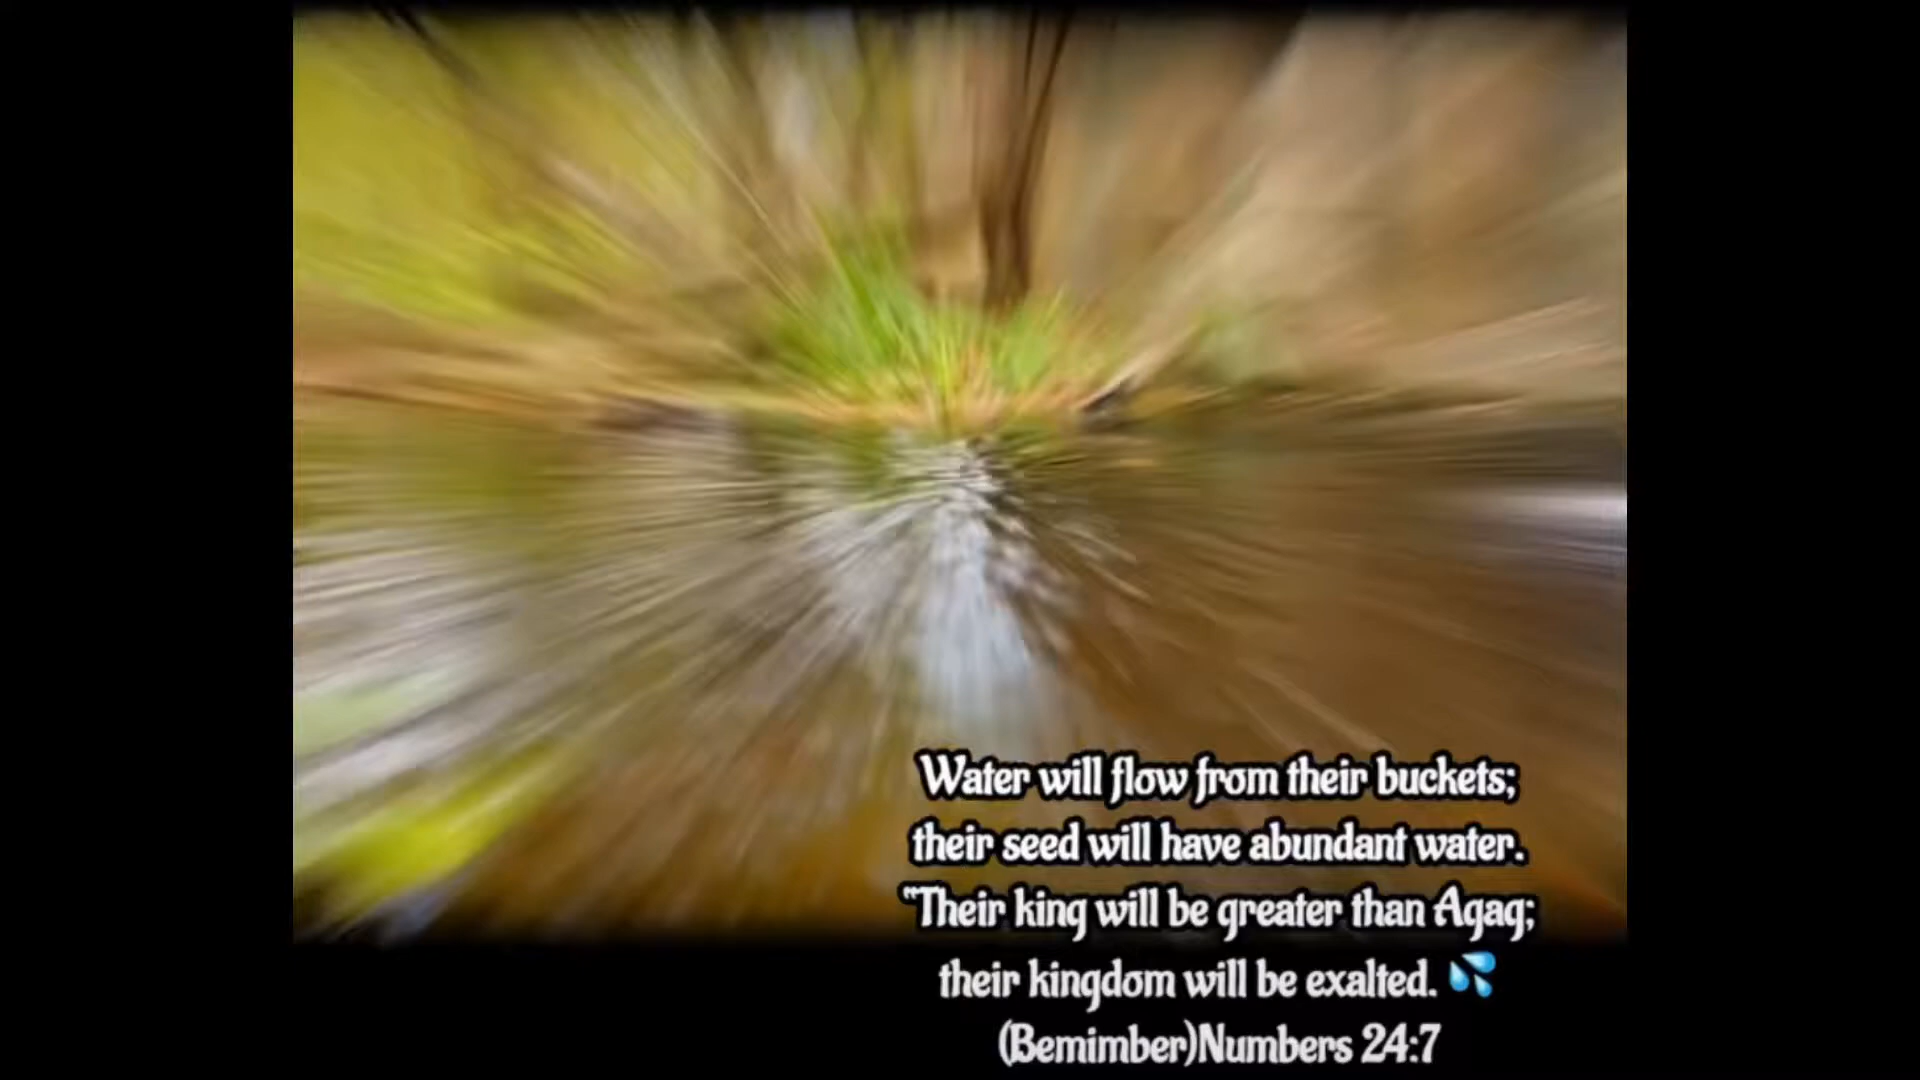 Water will flow from their buckets;
their seed will have abundant water.
"Their king will be greater than Agag;
their kingdom will be exalted. 💦
(Bemimber)Numbers 24:7